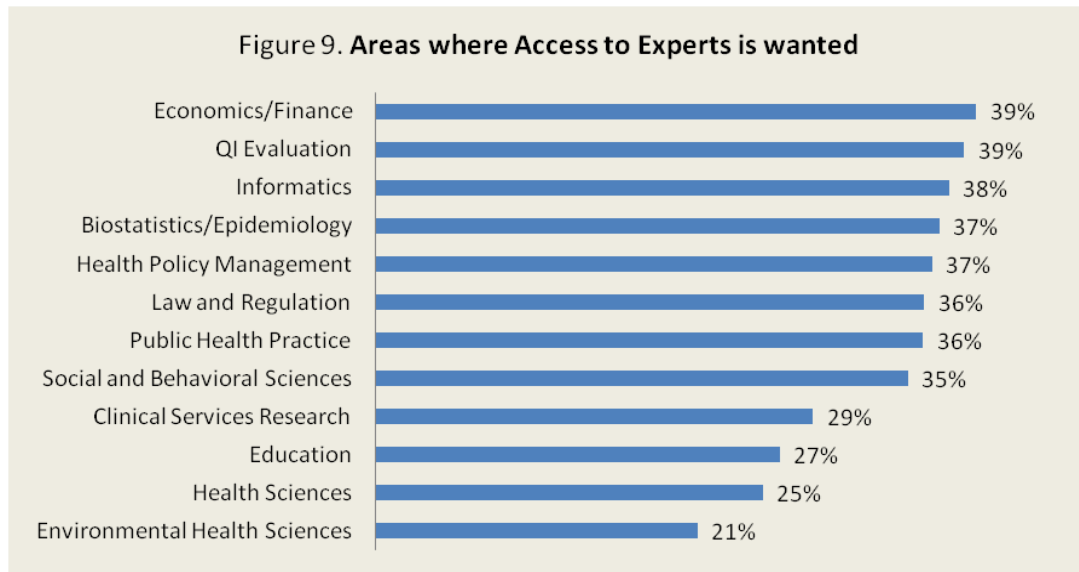 Figure 9. Areas where Access to Experts is wanted
Economics/Finance 39%
QI Evaluation 39%
Informatics 38%
Biostatistics/Epidemiology 37%
Health Policy Management 37%
Law and Regulation 36%
Public Health Practice 36%
Social and Behavioral Sciences 35%
Clinical Services Research 29%
Education 27%
Health Sciences 25%
Environmental Health Sciences 21%